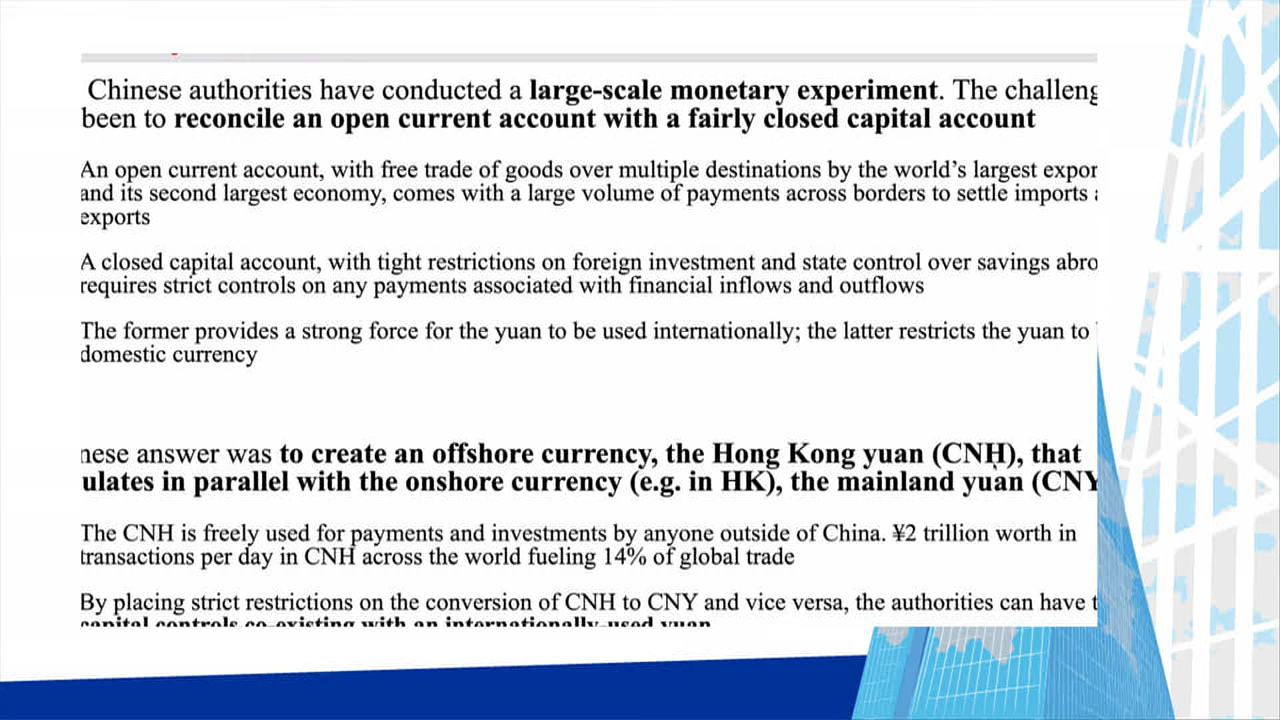 Chinese authorities have conducted a large-scale monetary experiment. The challeng
been to reconcile an open current account with a fairly closed capital account
An open current account, with free trade of goods over multiple destinations by the world's largest expor
and its second largest economy, comes with a large volume of payments across borders to settle imports
exports
A closed capital account, with tight restrictions on foreign investment and state control over savings abro
requires strict controls on any payments associated with financial inflows and outflows
The former provides a strong force for the yuan to be used internationally; the latter restricts the yuan to
domestic currency
nese answer was to create an offshore currency, the Hong Kong yuan (CNH), that
ulates in parallel with the onshore currency (e.g. in HK), the mainland yuan (CNY
The CNH is freely used for payments and investments by anyone outside of China. ¥2 trillion worth in
transactions per day in CNH across the world fueling 14% of global trade
By placing strict restrictions on the conversion of CNH to CNY and vice versa, the authorities can have t
capital controls co-existing with an internationally-used yuan